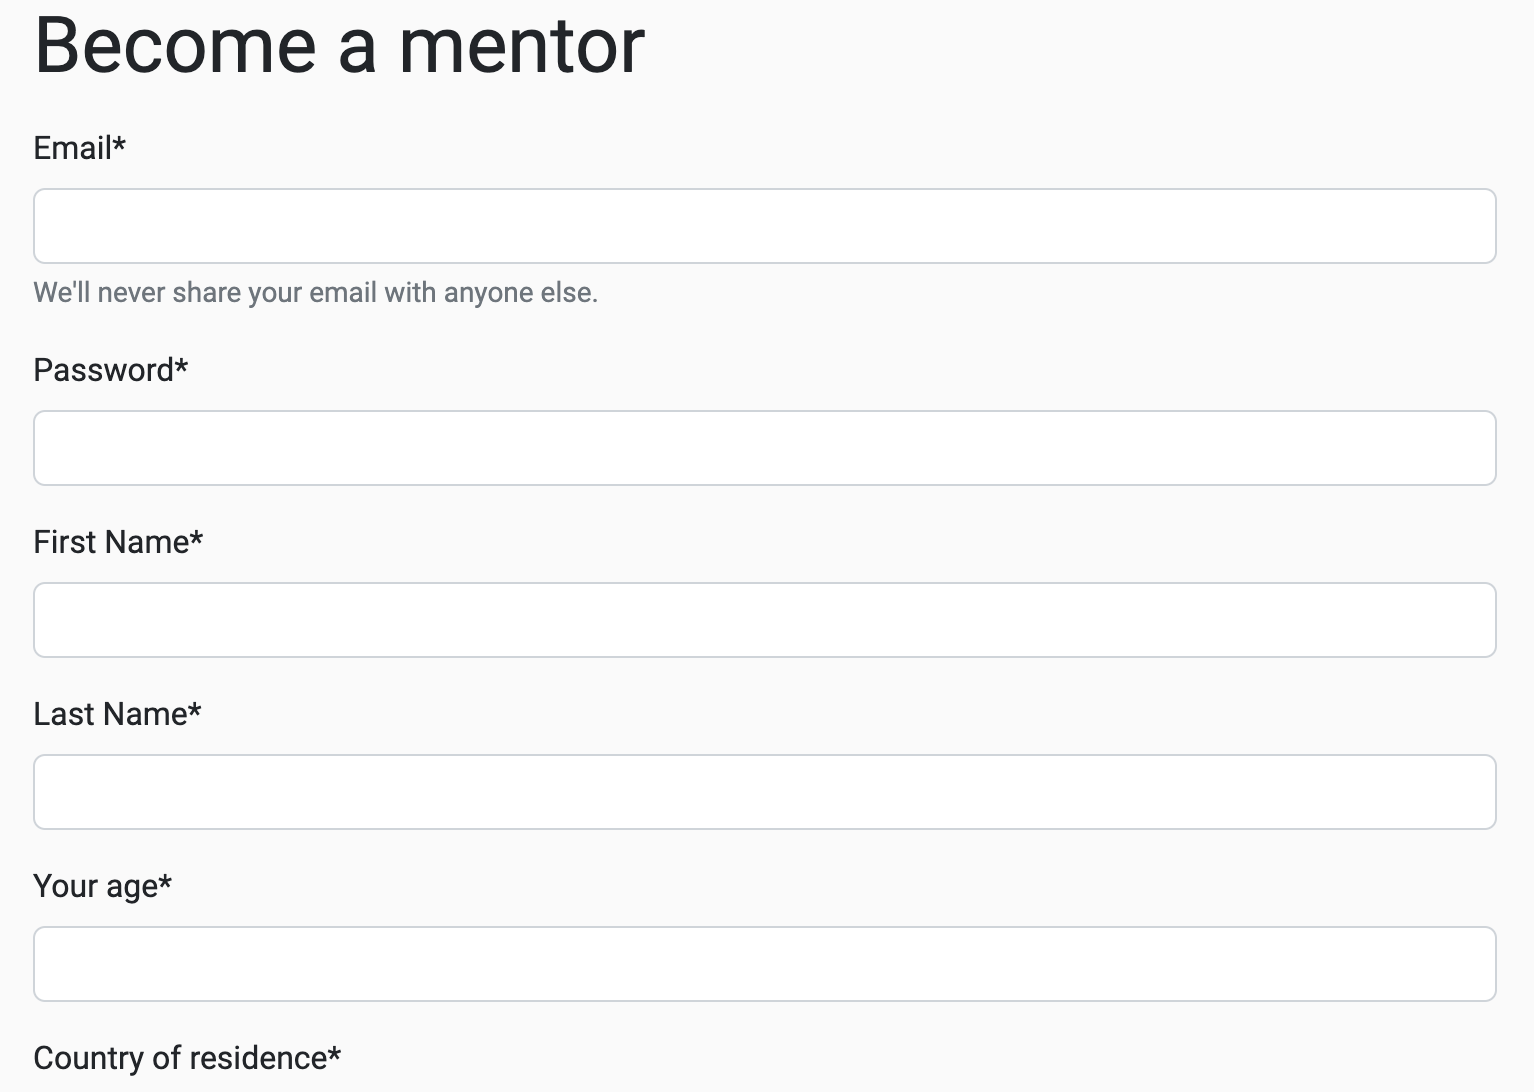 Become a mentor
Email*
We'll never share your email with anyone else.
Password*
First Name*
Last Name*
Your age*
Country of residence*